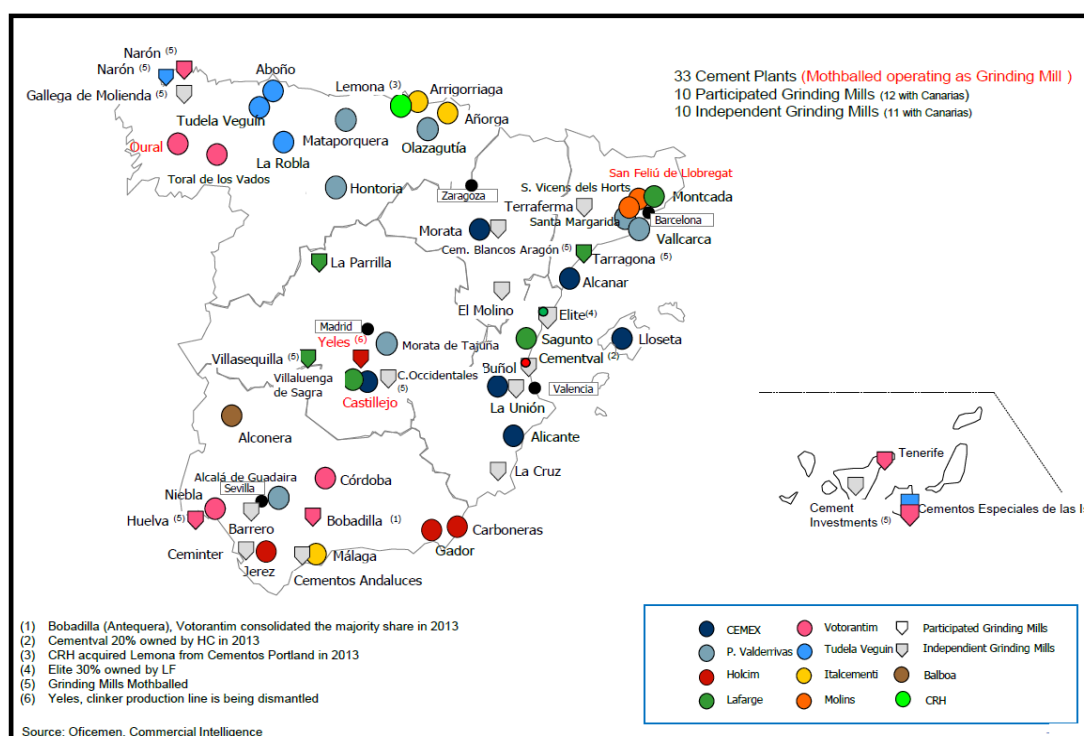 Narón (5)
Narón (5)
Gallega de Molienda (5)
Aboño
Tudela Veguin
La Robla
Oural
Toral de los Vados
Mataporquera
Lemona (3)
Arrigorriaga
Añorga
Olazagutía
Hontoria
33 Cement Plants (Mothballed operating as Grinding Mill )
10 Participated Grinding Mills (12 with Canarias)
10 Independent Grinding Mills (11 with Canarias)
Zaragoza
San Feliú de Llobregat
S. Vicens dels Horts
Montcada
Terraferma
Santa Margarida
Barcelona
Vallcarca
Morata
Cem. Blancos Aragón (5)
Tarragona (5)
La Parrilla
Alcanar
El Molino
Elite(4)
Madrid
Yeles (6)
Morata de Tajuña
Sagunto
Lloseta
Villasequilla (5)
Cementval (2)
Buñol
Villaluenga
de Sagra
C.Occidentales
(5)
Castillejo
La Unión
Valencia
Alconera
Alicante
La Cruz
Tenerife
Alcalá de Guadaira
Córdoba
Sevilla
Niebla
Huelva (5)
Barrero
Bobadilla (1)
Cement
Investments (5)
Cementos Especiales de las Is
Carboneras
Gador
Ceminter
Jerez
Málaga
Cementos Andaluces
(1) Bobadilla (Antequera), Votorantim consolidated the majority share in 2013
(2) Cementval 20% owned by HC in 2013
(3) CRH acquired Lemona from Cementos Portland in 2013
(4) Elite 30% owned by LF
(5) Grinding Mills Mothballed
(6) Yeles, clinker production line is being dismantled
CEMEX
Votorantim
Participated Grinding Mills
P. Valderrivas
Tudela Veguin
Independent Grinding Mills
Holcim
Italcementi
Balboa
Lafarge
Molins
CRH
Source: Oficemen, Commercial Intelligence